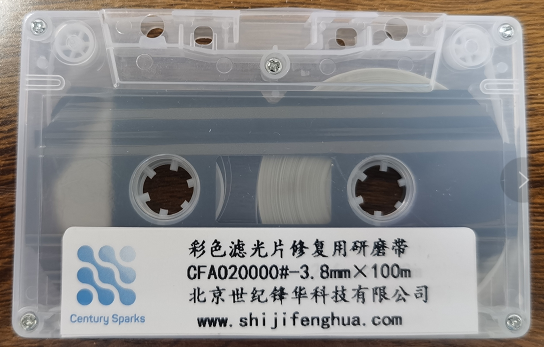 彩色滤光片修复用研磨带
CFA020000#-3.8mm×100m
北京世纪锋华科技有限公司
www.shijifenghua.com
Century Sparks